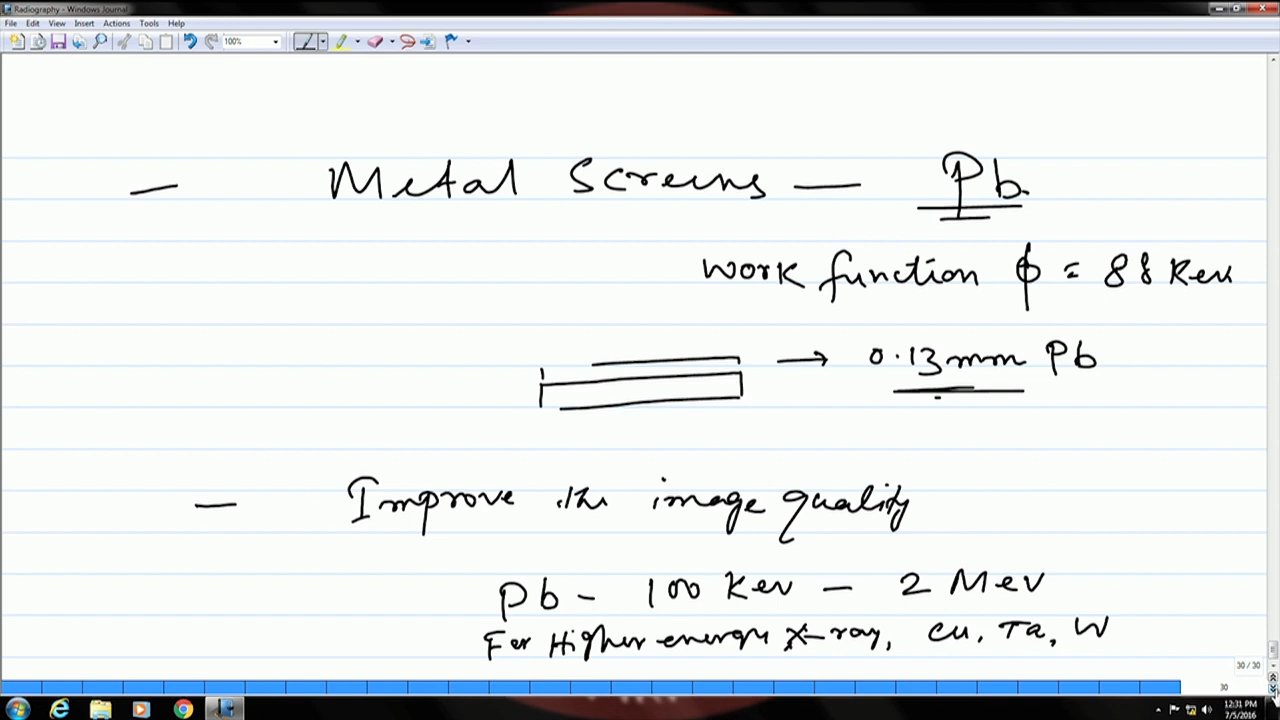 Radiography - Windows Journal
File Edit View Insert Actions Tools Help
100%
— Metal Screens — Pb
work function ϕ = 88 Kev
→ 0.13mm Pb
— Improve the image quality
Pb - 100 Kev - 2 Mev
For Higher energy X-ray, Cu, Ta, W
30 / 30
30
12:31 PM
7/5/2016